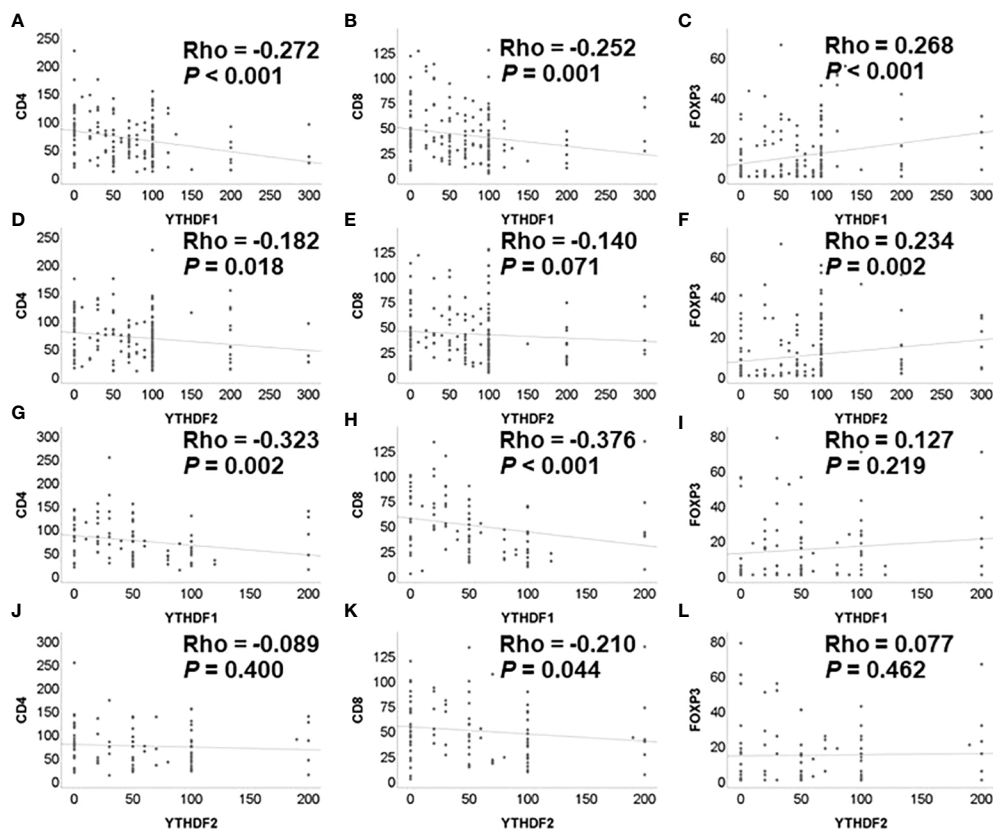 A
B
C
250
200
150
100
50
0
CD4
Rho = -0.272
P < 0.001
0 50 100 150 200 250 300
YTHDF1
125
100
75
50
25
0
CD8
Rho = -0.252
P = 0.001
0 50 100 150 200 250 300
YTHDF1
60
40
20
0
FOXP3
Rho = 0.268
P < 0.001
0 50 100 150 200 250 300
YTHDF1
D
E
F
250
200
150
100
50
0
CD4
Rho = -0.182
P = 0.018
0 50 100 150 200 250 300
YTHDF2
125
100
75
50
25
0
CD8
Rho = -0.140
P = 0.071
0 50 100 150 200 250 300
YTHDF2
60
40
20
0
FOXP3
Rho = 0.234
P = 0.002
0 50 100 150 200 250 300
YTHDF2
G
H
I
300
250
200
150
100
50
0
CD4
Rho = -0.323
P = 0.002
0 50 100 150 200
YTHDF1
125
100
75
50
25
0
CD8
Rho = -0.376
P < 0.001
0 50 100 150 200
YTHDF1
80
60
40
20
0
FOXP3
Rho = 0.127
P = 0.219
0 50 100 150 200
YTHDF1
J
K
L
300
250
200
150
100
50
0
CD4
Rho = -0.089
P = 0.400
0 50 100 150 200
YTHDF2
125
100
75
50
25
0
CD8
Rho = -0.210
P = 0.044
0 50 100 150 200
YTHDF2
80
60
40
20
0
FOXP3
Rho = 0.077
P = 0.462
0 50 100 150 200
YTHDF2